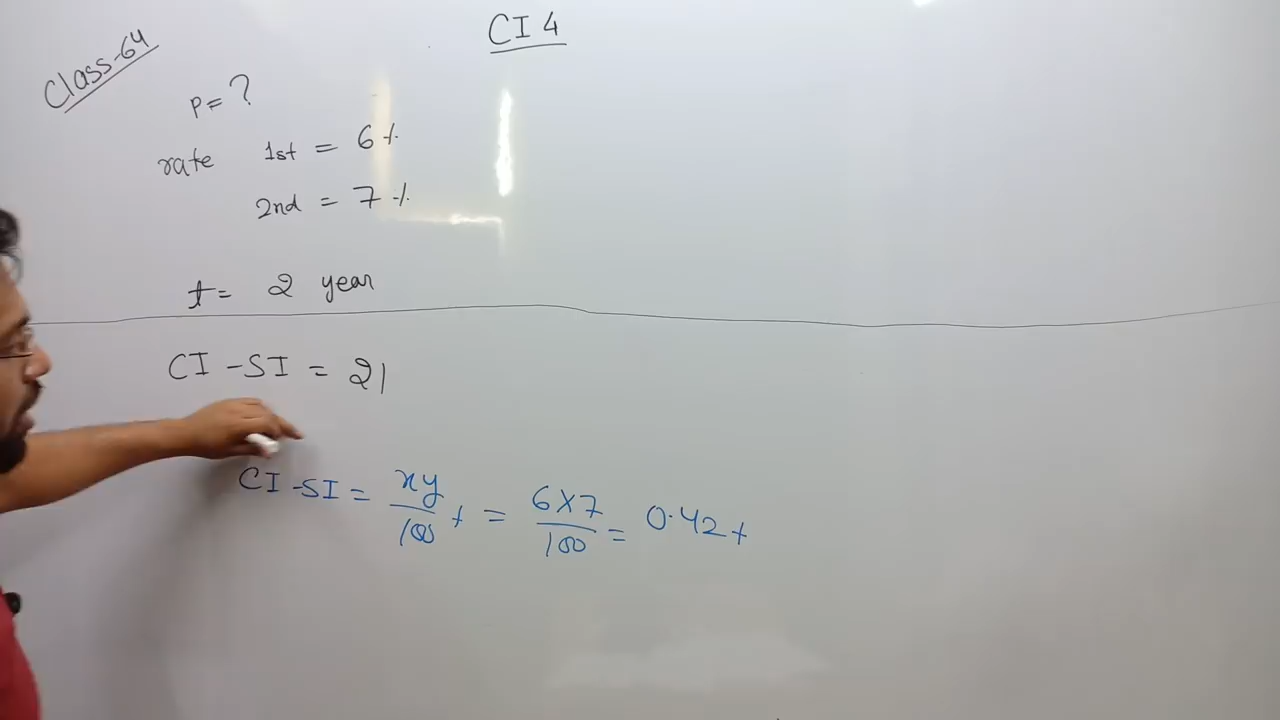 CI 4
Class-64
P = ?
rate 1st = 6 %
2nd = 7 %
t = 2 year
CI - SI = 21
CI - SI = xy/100 % = 6×7/100 = 0.42 %